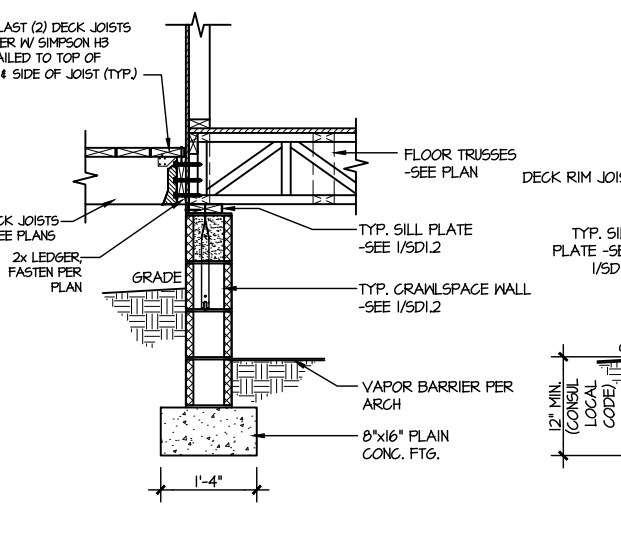 LAST (2) DECK JOISTS
ER W/ SIMPSON H3
AILED TO TOP OF
& SIDE OF JOIST (TYP.)
FLOOR TRUSSES
-SEE PLAN
DECK RIM JOIS
CK JOISTS
EE PLANS
2x LEDGER,
FASTEN PER
PLAN
TYP. SILL PLATE
-SEE 1/SD1.2
TYP. SI
PLATE -SE
1/SD
GRADE
TYP. CRAWLSPACE WALL
-SEE 1/SD1.2
VAPOR BARRIER PER
ARCH
12" MIN.
(CONSUL
LOCAL
CODE)
8"x16" PLAIN
CONC. FTG.
1'-4"